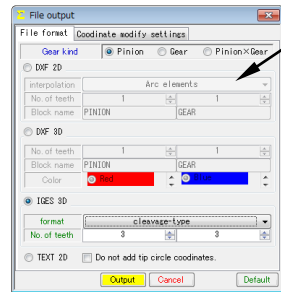 File output
File format Coodinate modify settings
Gear kind Pinion Gear Pinion×Gear
DXF 2D
interpolation Arc elements
No. of teeth 1 1
Block name PINION GEAR
DXF 3D
No. of teeth 1 1
Block name PINION GEAR
Color Red Blue
IGES 3D
format cleavage-type
No. of teeth 3 3
TEXT 2D Do not add tip circle coodinates.
Output Cancel Default